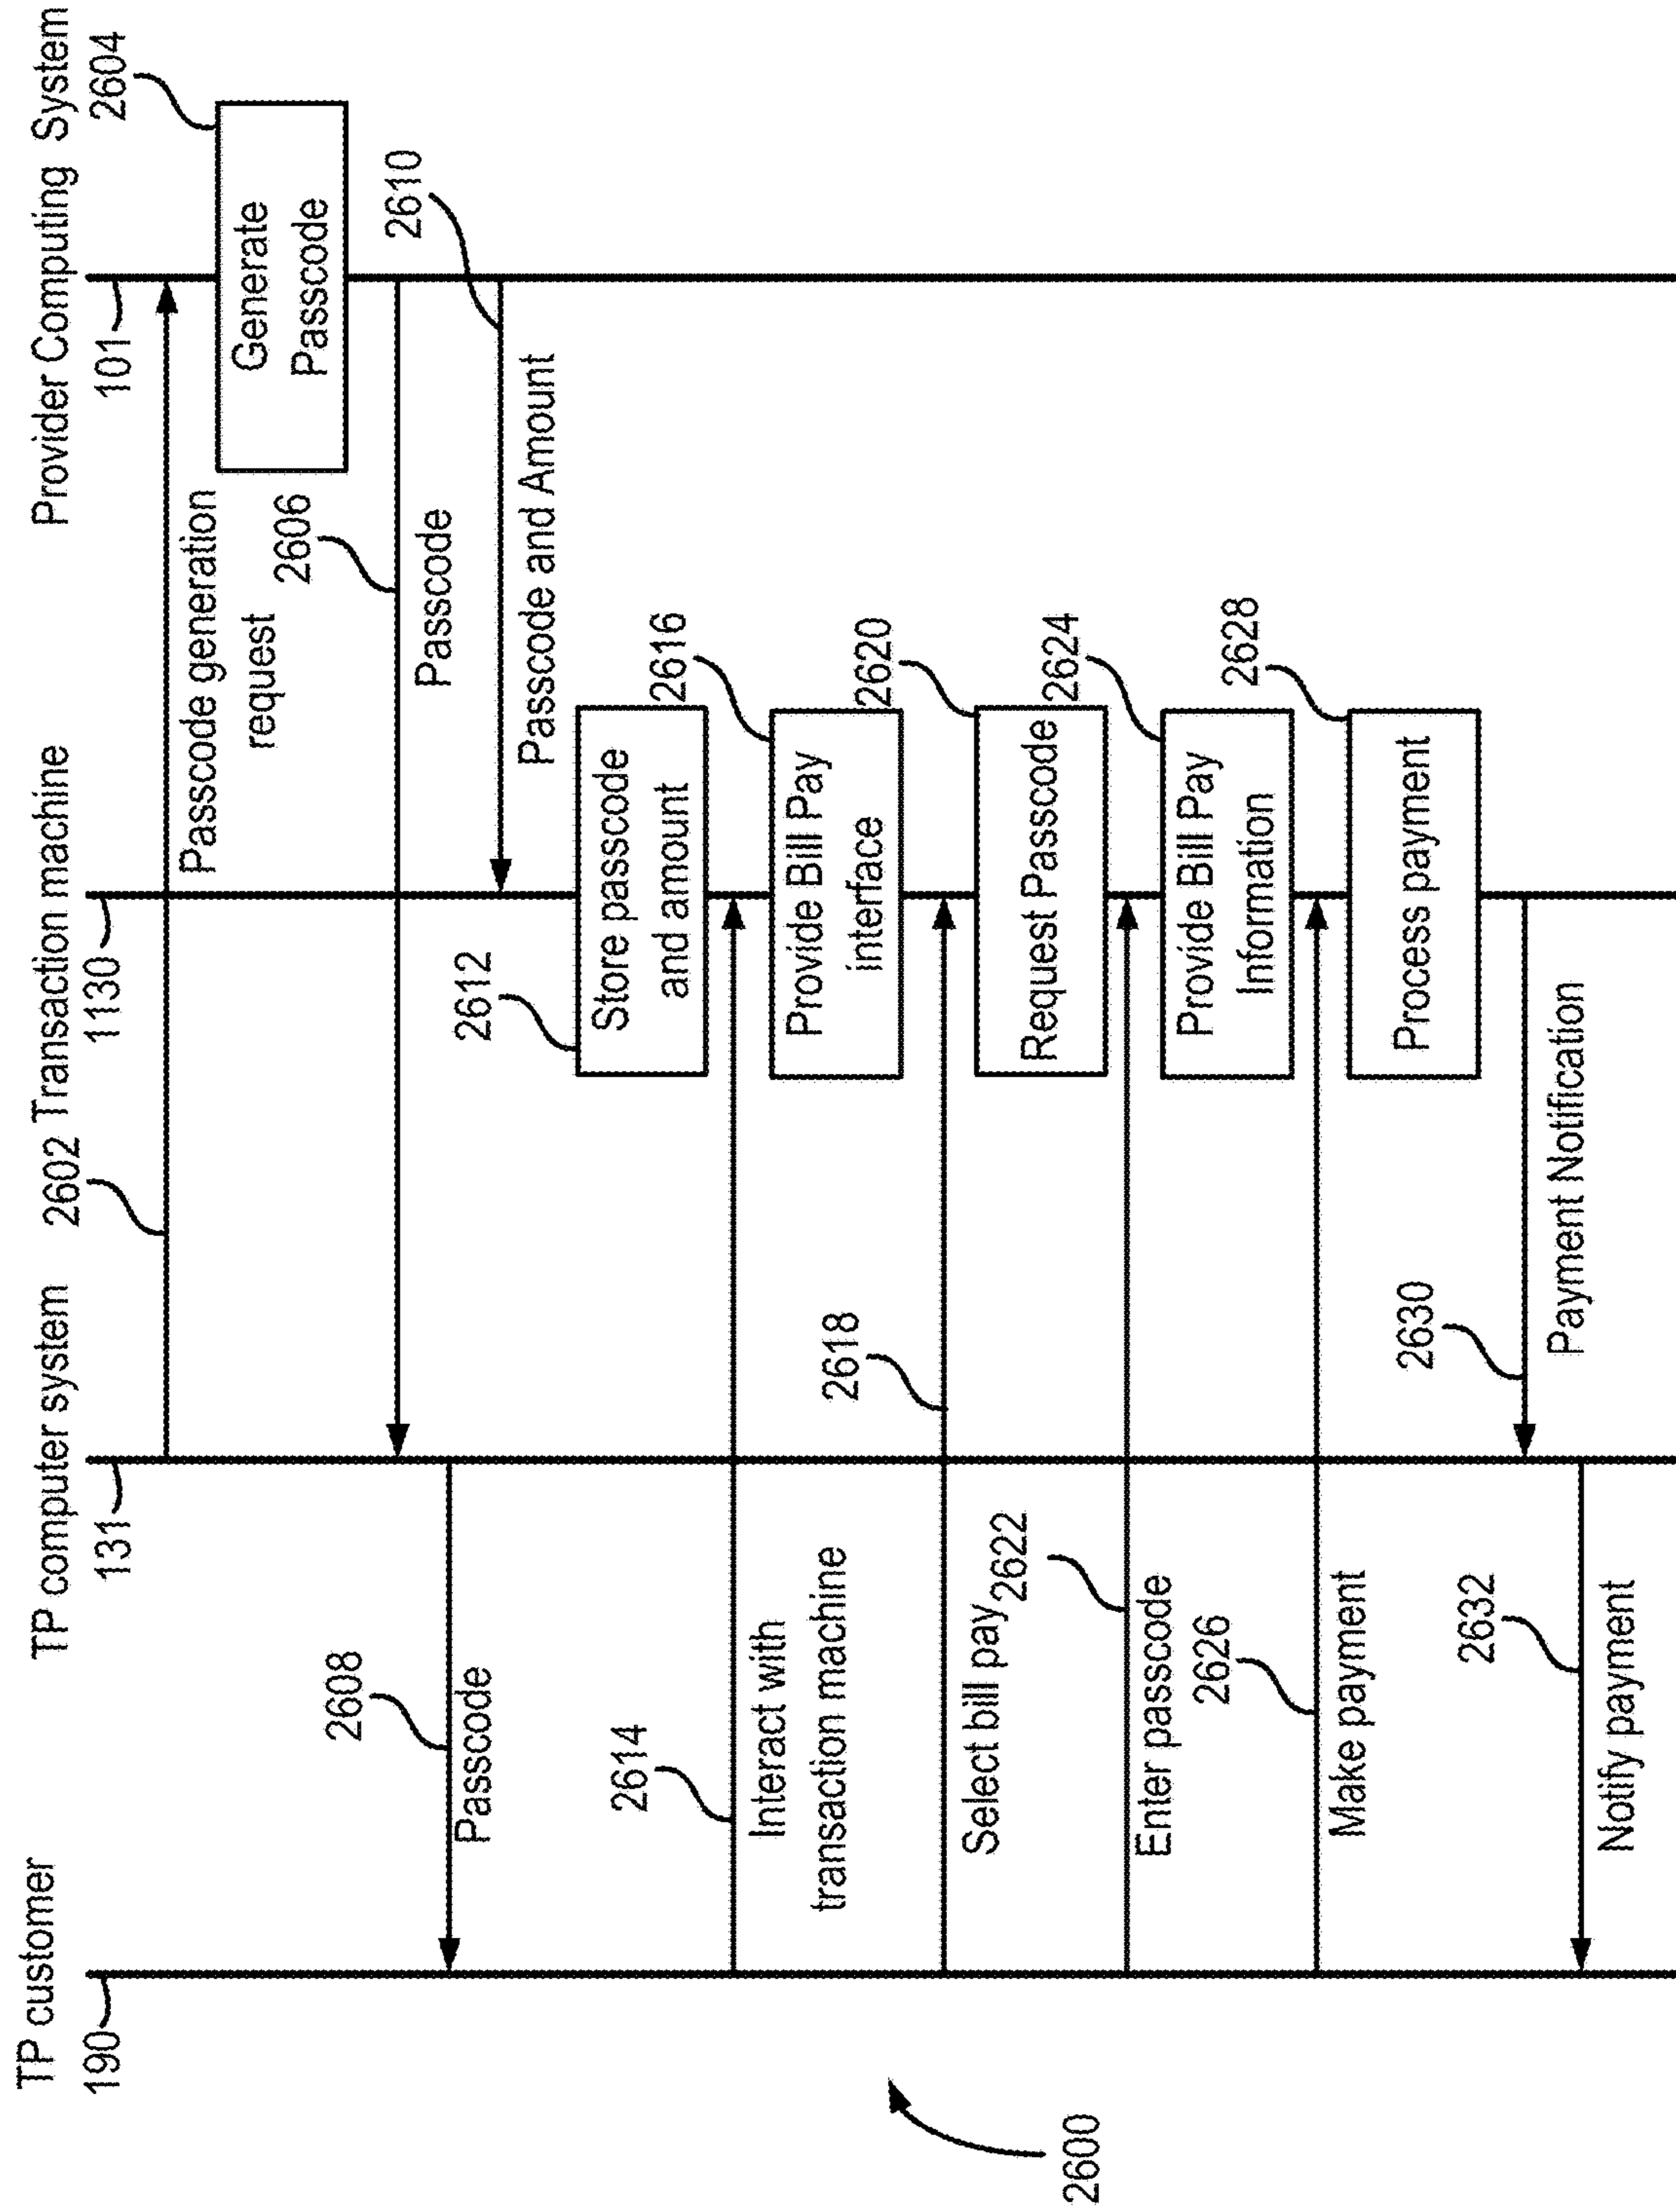 TP customer
190
TP computer system
131
2602
Transaction machine
1130
Provider Computing System
101
Passcode generation
request
2604
Generate
Passcode
2606
Passcode
2608
Passcode
2610
Passcode and Amount
2612
Store passcode
and amount
2614
Interact with
transaction machine
2616
Provide Bill Pay
interface
2618
Select bill pay
2620
Request Passcode
2622
Enter passcode
2624
Provide Bill Pay
Information
2626
Make payment
2628
Process payment
2630
Payment Notification
2632
Notify payment
2600